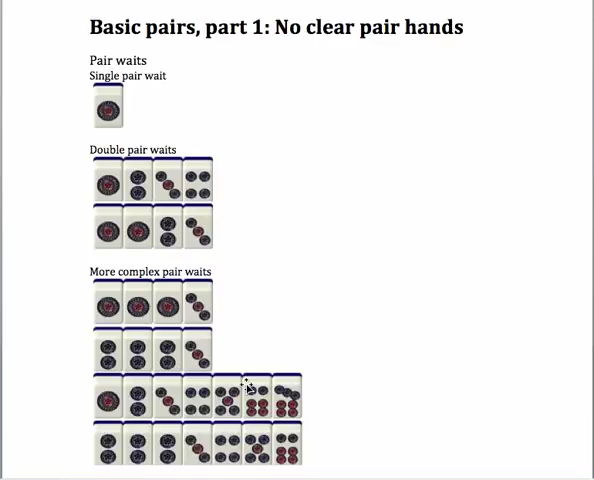 Basic pairs, part 1: No clear pair hands
Pair waits
Single pair wait
Double pair waits
More complex pair waits